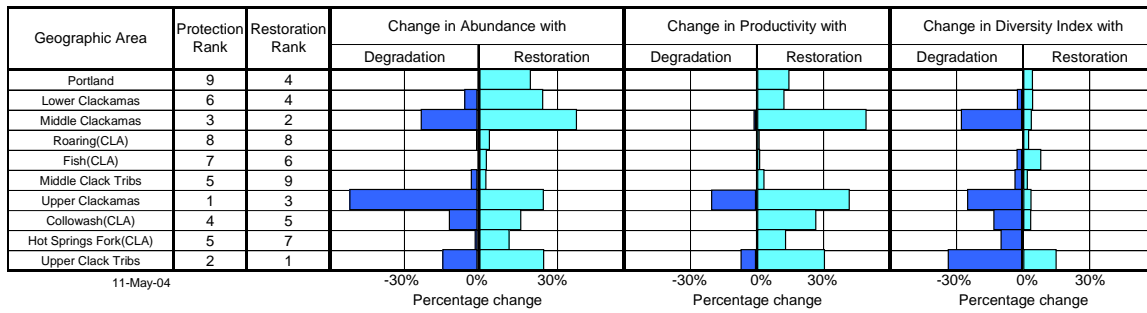 Geographic Area Protection Rank Restoration Rank Change in Abundance with Change in Productivity with Change in Diversity Index with
Degradation Restoration Degradation Restoration Degradation Restoration
Portland 9 4
Lower Clackamas 6 4
Middle Clackamas 3 2
Roaring(CLA) 8 8
Fish(CLA) 7 6
Middle Clack Tribs 5 9
Upper Clackamas 1 3
Collowash(CLA) 4 5
Hot Springs Fork(CLA) 5 7
Upper Clack Tribs 2 1
11-May-04 -30% 0% 30% -30% 0% 30% -30% 0% 30%
Percentage change Percentage change Percentage change